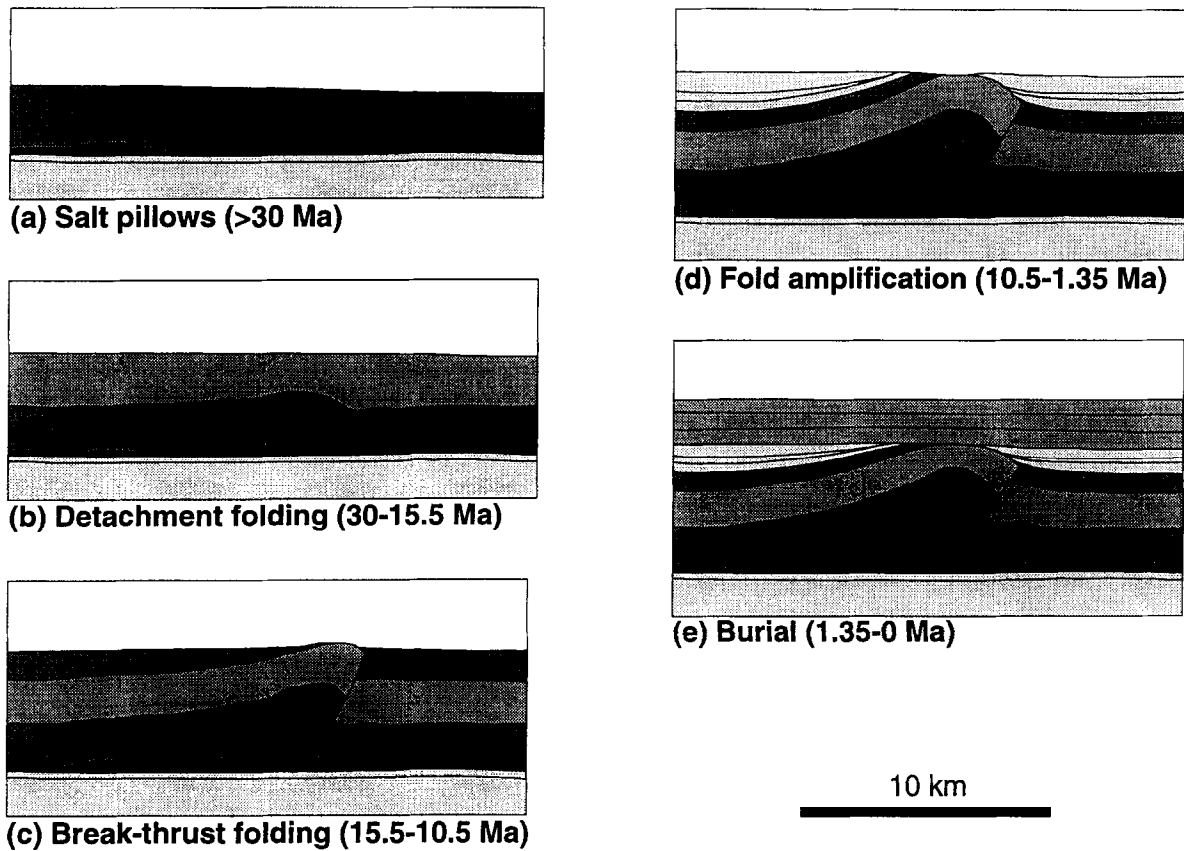 (a) Salt pillows (>30 Ma)
(b) Detachment folding (30-15.5 Ma)
(c) Break-thrust folding (15.5-10.5 Ma)
(d) Fold amplification (10.5-1.35 Ma)
(e) Burial (1.35-0 Ma)
10 km